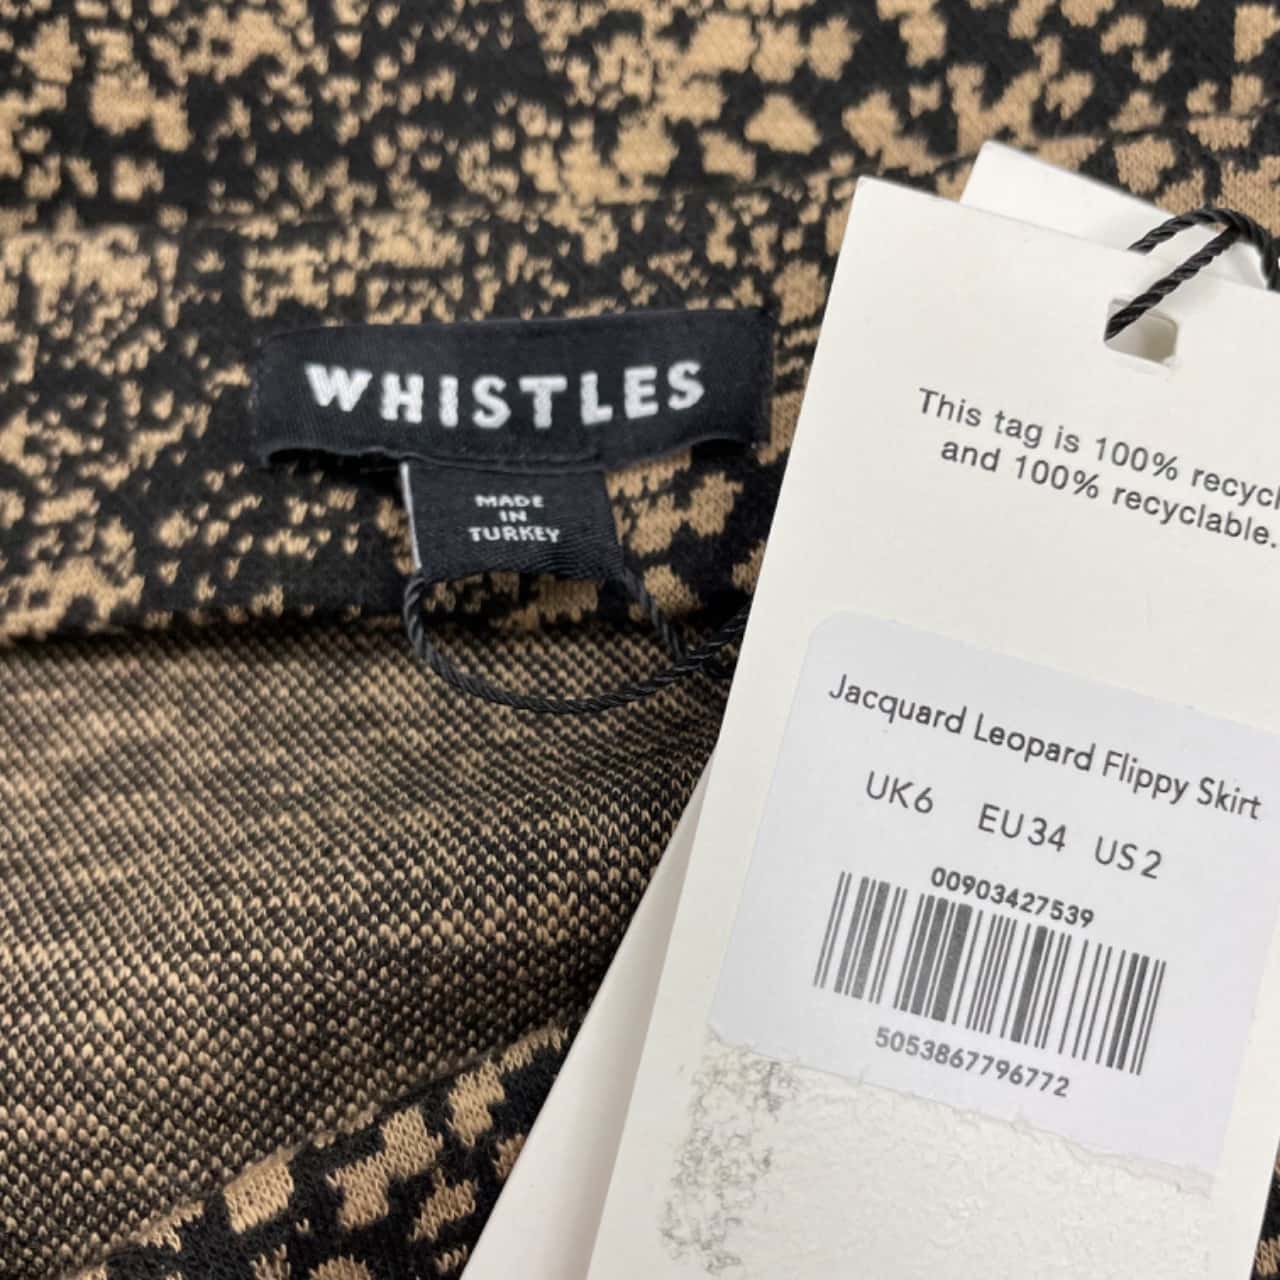 WHISTLES
MADE
IN
TURKEY
This tag is 100%
and 100% recyclable.
Jacquard Leopard Flippy Skirt
UK6 EU34 US2
00903427539
5053867796772